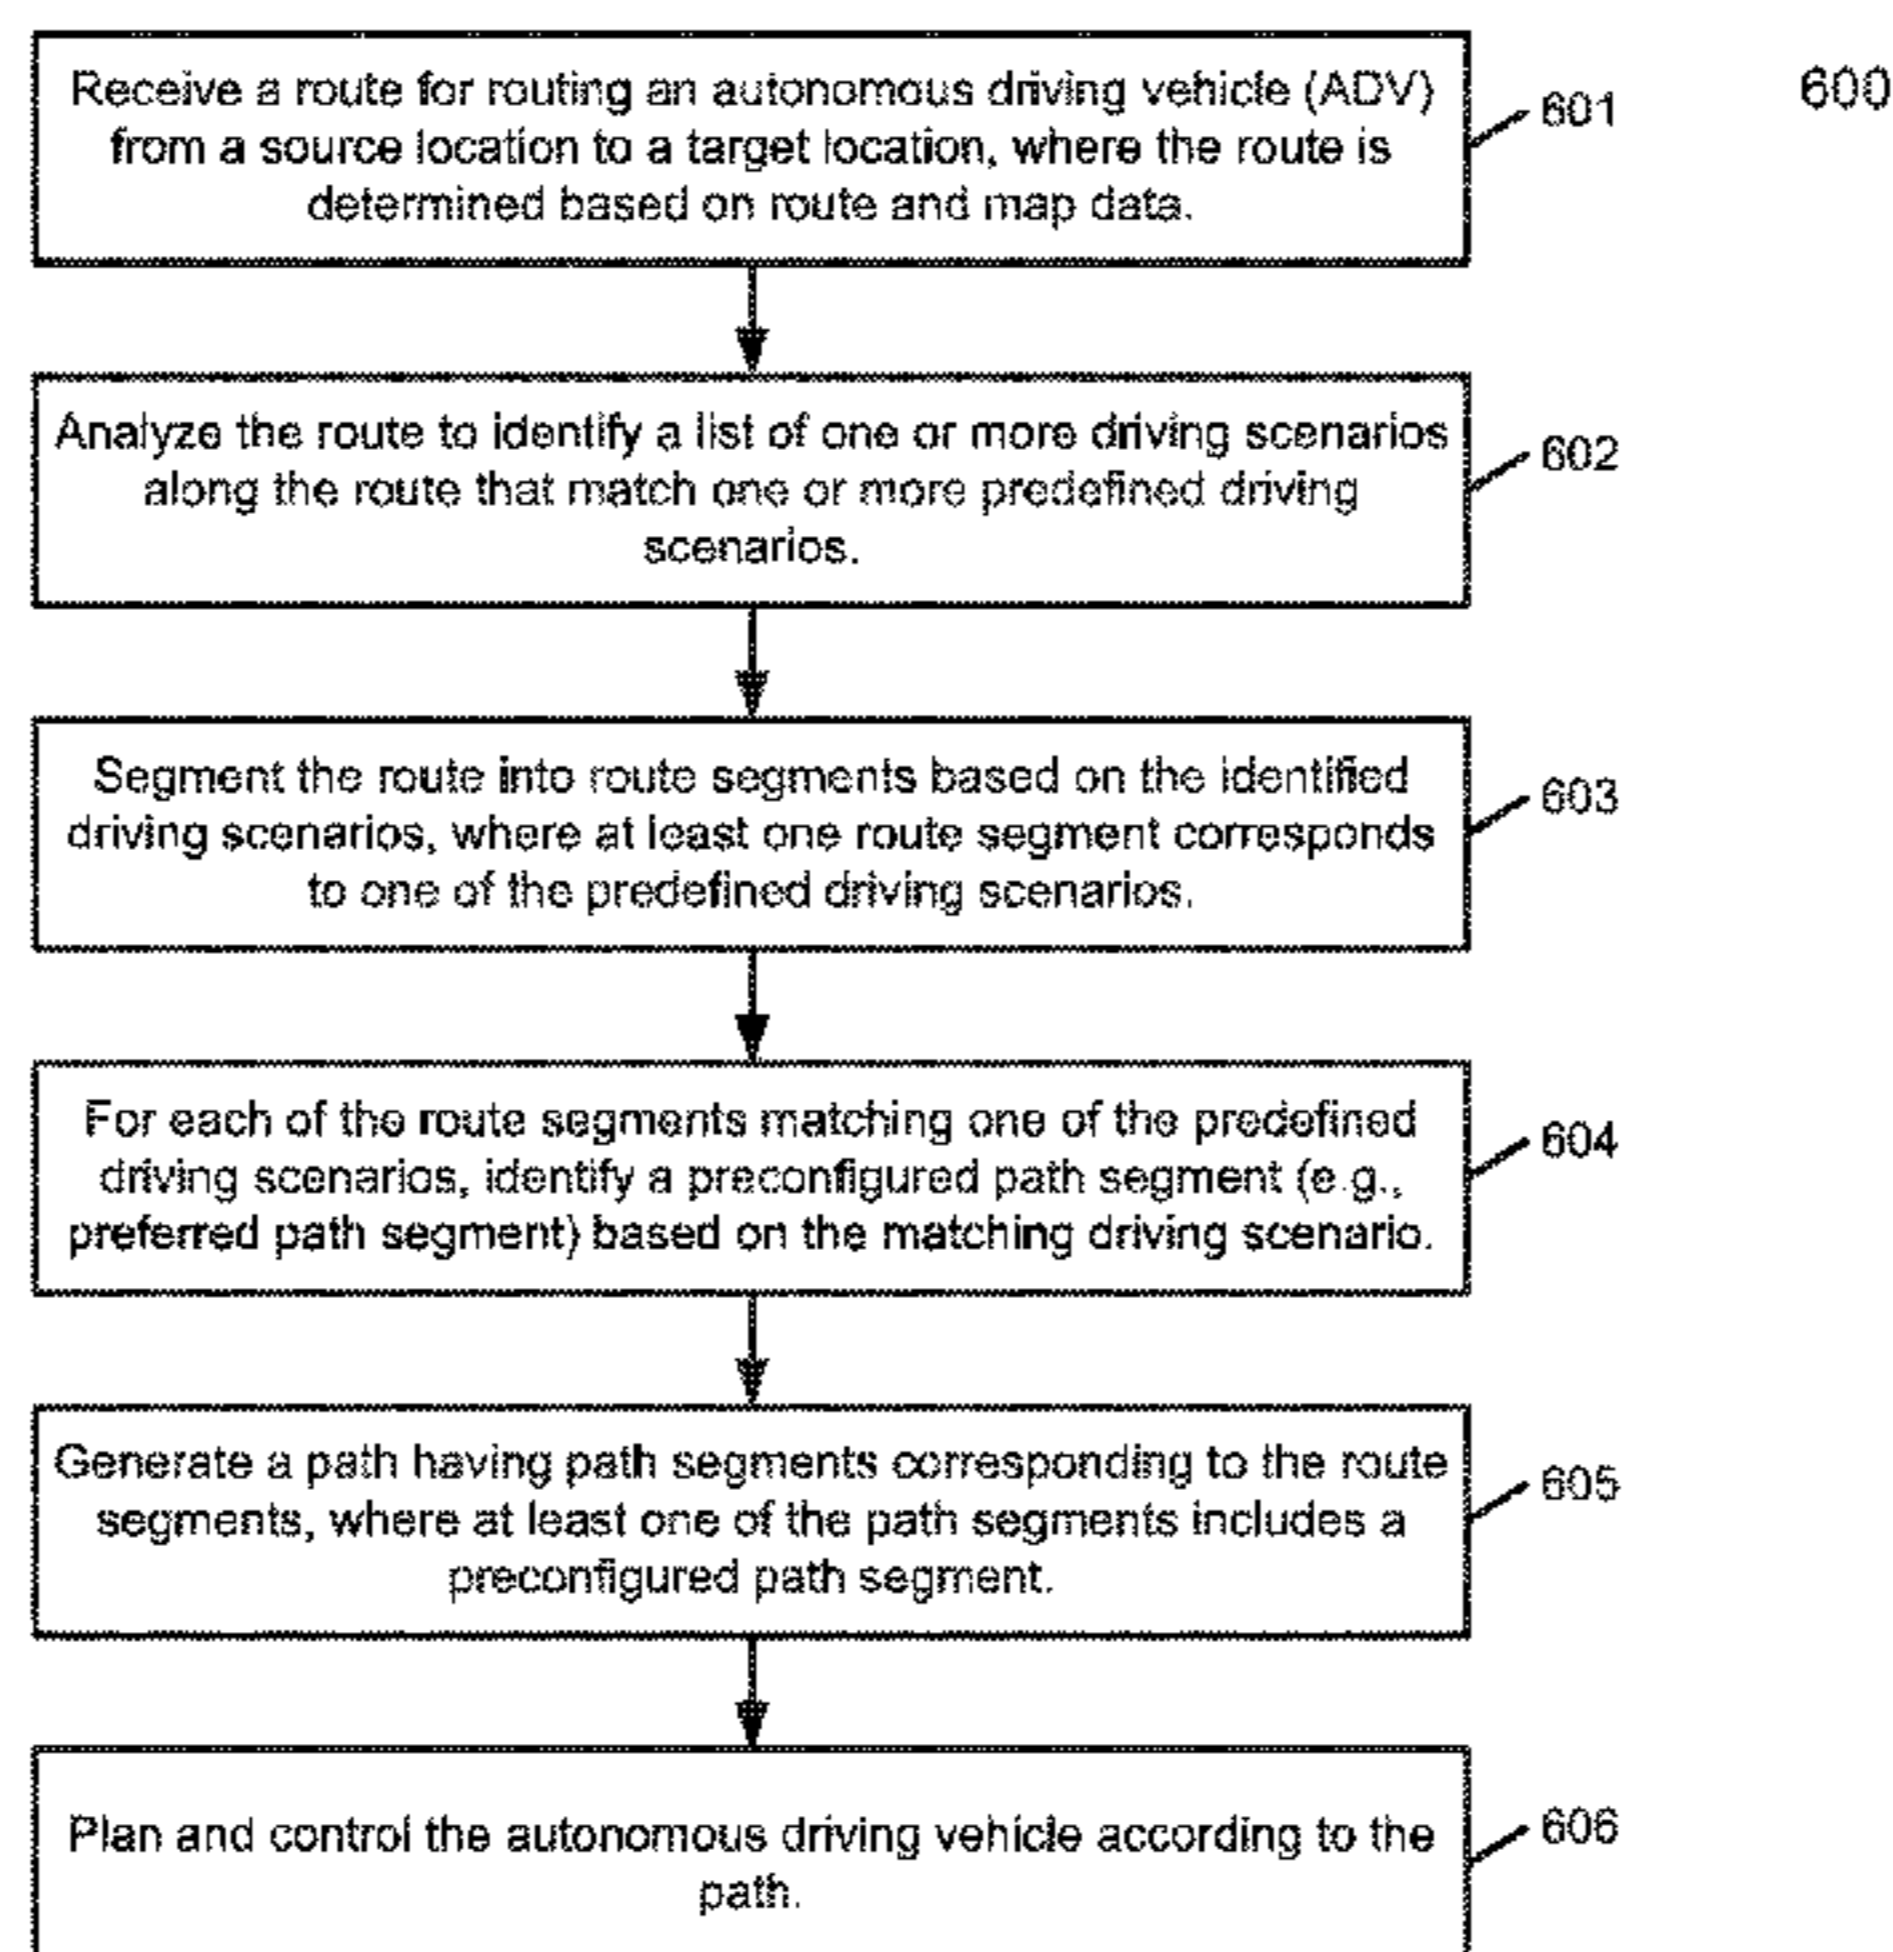 600
Receive a route for routing an autonomous driving vehicle (ADV)
from a source location to a target location, where the route is
determined based on route and map data.
601
Analyze the route to identify a list of one or more driving scenarios
along the route that match one or more predefined driving
scenarios.
602
Segment the route into route segments based on the identified
driving scenarios, where at least one route segment corresponds
to one of the predefined driving scenarios.
603
For each of the route segments matching one of the predefined
driving scenarios, identify a preconfigured path segment (e.g.,
preferred path segment) based on the matching driving scenario.
604
Generate a path having path segments corresponding to the route
segments, where at least one of the path segments includes a
preconfigured path segment.
605
Plan and control the autonomous driving vehicle according to the
path.
606